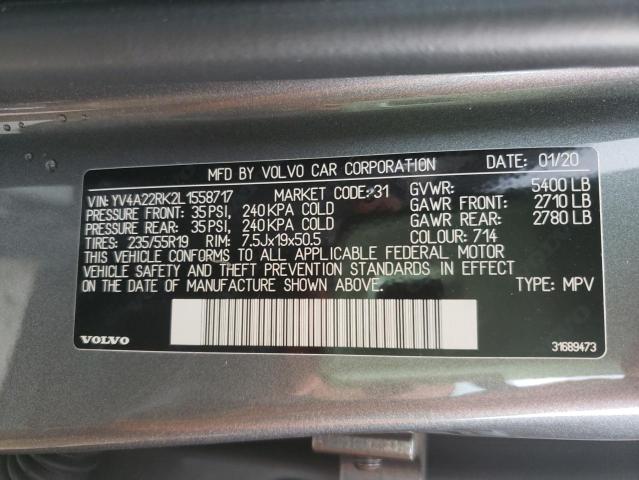 MFD BY VOLVO CAR CORPORATION DATE: 01/20
VIN: YV4A22RK2L1558717 MARKET CODE: 31 GVWR: 5400 LB
PRESSURE FRONT: 35 PSI, 240 KPA COLD GAWR FRONT: 2710 LB
PRESSURE REAR: 35 PSI, 240 KPA COLD GAWR REAR: 2780 LB
TIRES: 235/55R19 RIM: 7.5Jx19x50.5 COLOUR: 714
THIS VEHICLE CONFORMS TO ALL APPLICABLE FEDERAL MOTOR
VEHICLE SAFETY AND THEFT PREVENTION STANDARDS IN EFFECT
ON THE DATE OF MANUFACTURE SHOWN ABOVE. TYPE: MPV
VOLVO 31689473